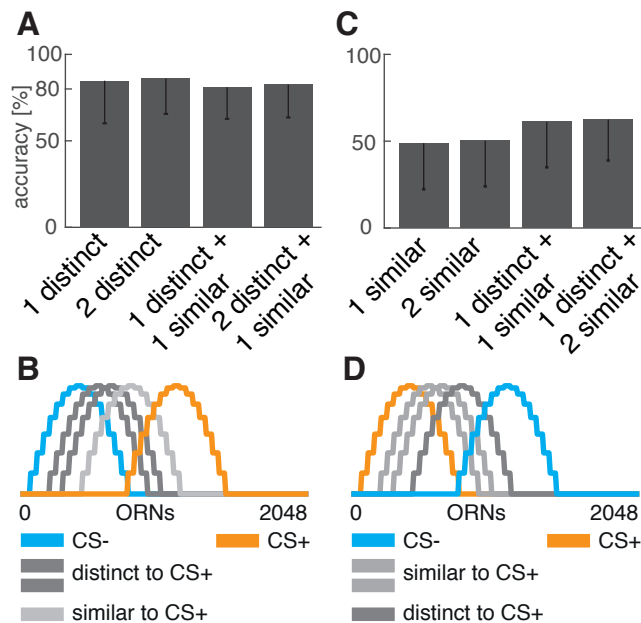 A
100
80
50
0
accuracy [%]
1 distinct
2 distinct
1 distinct +
1 similar
2 distinct +
1 similar
C
100
50
0
1 similar
2 similar
1 distinct +
1 similar
1 distinct +
2 similar
B
0 ORNs 2048
CS- CS+
distinct to CS+
similar to CS+
D
0 ORNs 2048
CS- CS+
similar to CS+
distinct to CS+